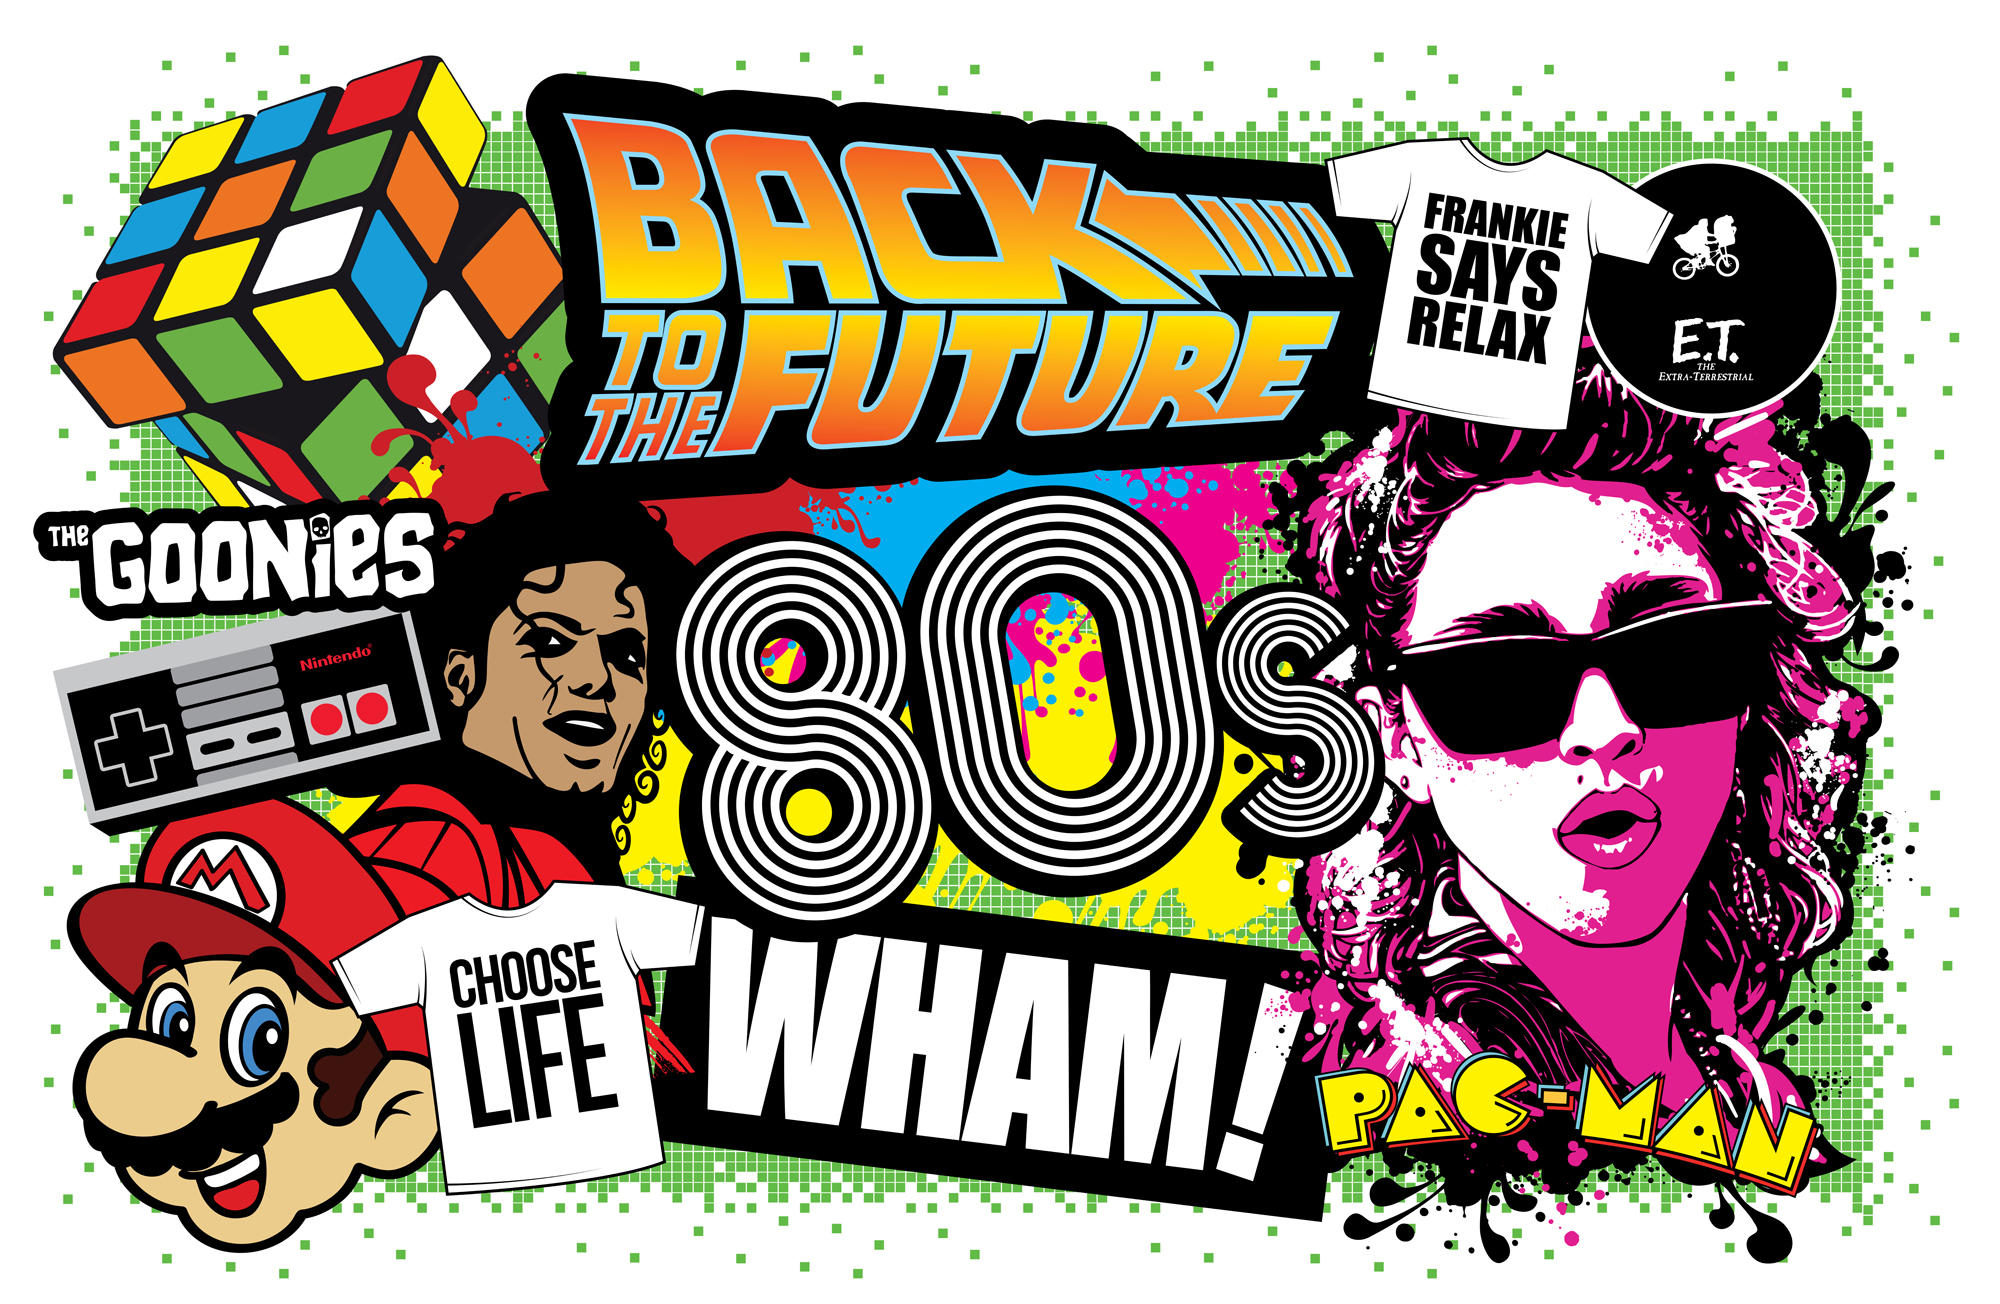 BACK
TO
THE
FUTURE
FRANKIE
SAYS
RELAX
E.T.
THE
EXTRA-TERRESTRIAL
THE
GOONIES
Nintendo®
80s
M
CHOOSE
LIFE
WHAM!
PAC-MAN